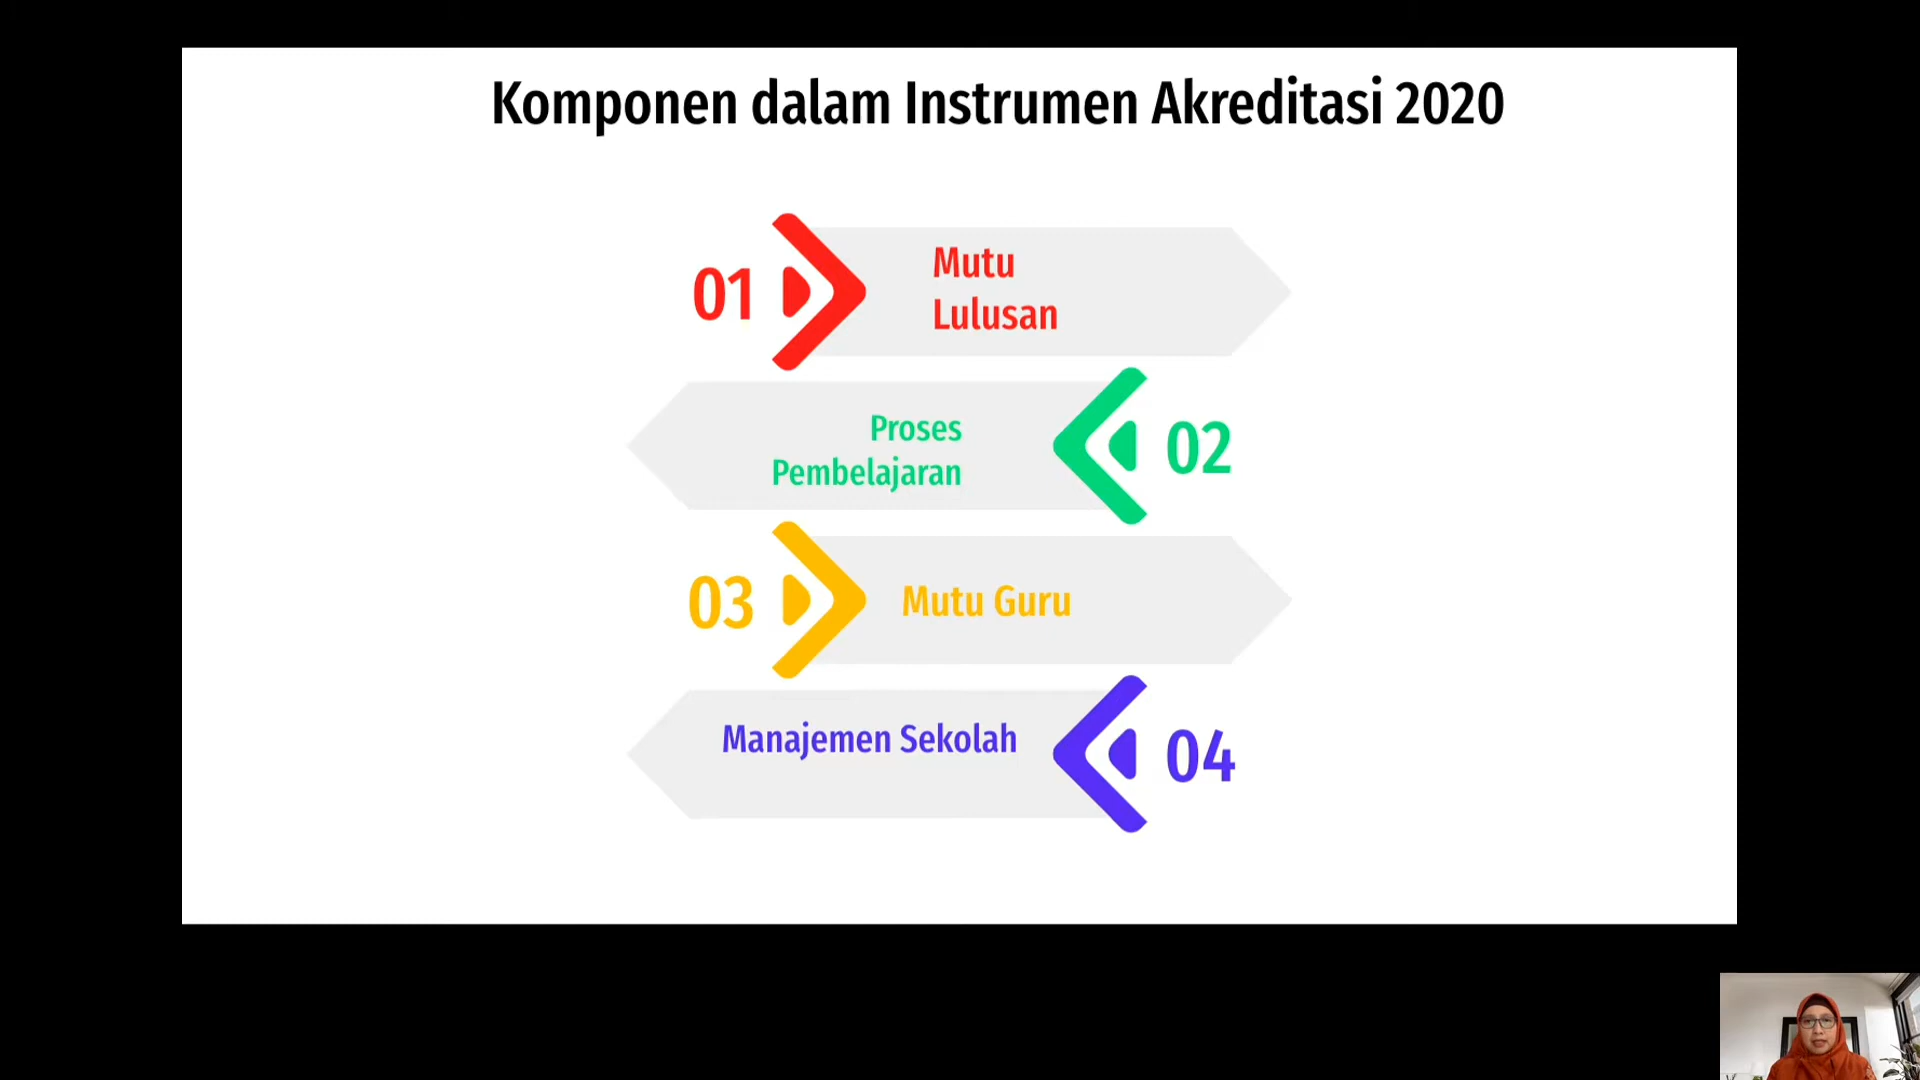 Komponen dalam Instrumen Akreditasi 2020
01
Mutu
Lulusan
Proses
Pembelajaran
02
03
Mutu Guru
Manajemen Sekolah
04